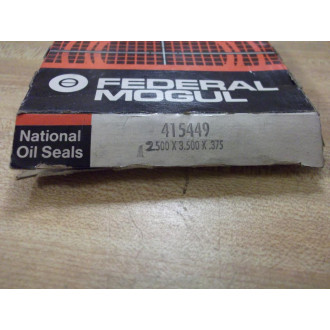 FEDERAL
MOGUL
National
Oil Seals
415449
2.500 X 3.500 X .375